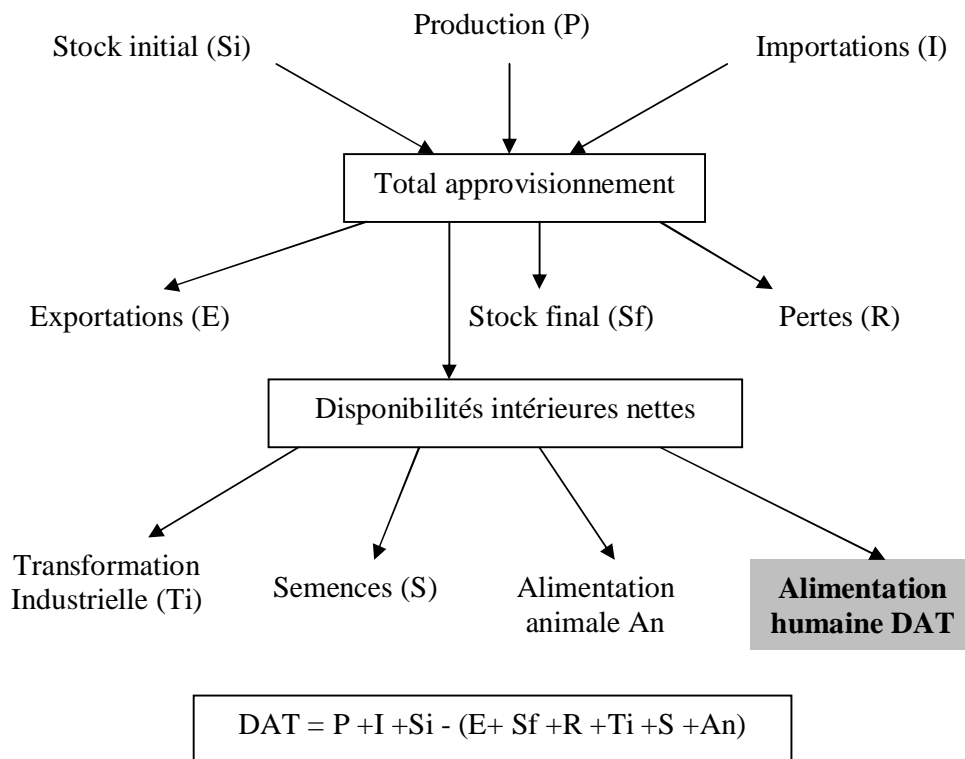 Production (P)
Stock initial (Si)
Importations (I)
Total approvisionnement
Exportations (E)
Stock final (Sf)
Pertes (R)
Disponibilités intérieures nettes
Transformation
Industrielle (Ti)
Semences (S)
Alimentation
animale An
Alimentation
humaine DAT
DAT = P +I +Si - (E+ Sf +R +Ti +S +An)